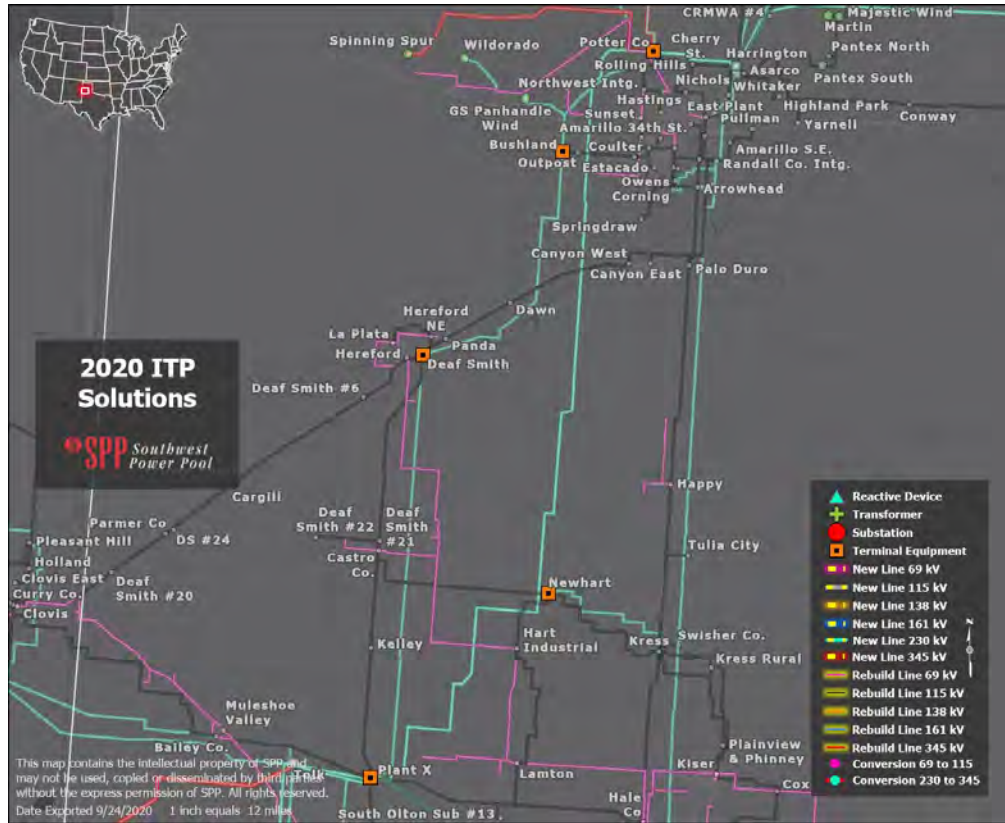 CRMWA #4
Majestic Wind
Martin
Spinning Spur
Wildorado
Potter Co
Cherry
St.
Harrington
Pantex North
Rolling Hills
Asarco
Pantex South
Northwest Intg.
Nichols
Whitaker
Hastings
Highland Park
Conway
GS Panhandle
Wind
Sunset
East Plant
Pullman
Yarnell
Amarillo 34th St.
Bushland
Coulter
Amarillo S.E.
Outpost
Estacado
Randall Co. Intg.
Owens
Corning
Arrowhead
Springdraw
Canyon West
Canyon East
Palo Duro
Hereford
NE
Dawn
La Plata
Panda
Hereford
Deaf Smith
2020 ITP
Solutions
Deaf Smith #6
SPP Southwest
Power Pool
Cargill
Happy
Parmer Co.
Deaf
Smith #22
Deaf
Smith
#21
Pleasant Hill
DS #24
Tulia City
Holland
Castro
Co.
Clovis East
Deaf
Smith #20
Newhart
Curry Co.
Clovis
Kelley
Hart
Industrial
Kress
Swisher Co.
Kress Rural
Muleshoe
Valley
Bailey Co.
Plainview
& Phinney
Tolk
Plant X
Lamton
Kiser
Cox
Hale
Co
South Olton Sub #13
Reactive Device
Transformer
Substation
Terminal Equipment
New Line 69 kV
New Line 115 kV
New Line 138 kV
New Line 161 kV
New Line 230 kV
New Line 345 kV
Rebuild Line 69 kV
Rebuild Line 115 kV
Rebuild Line 138 kV
Rebuild Line 161 kV
Rebuild Line 345 kV
Conversion 69 to 115
Conversion 230 to 345
N
This map contains the intellectual property of SPP and
may not be used, copied or disseminated by third parties
without the express permission of SPP. All rights reserved.
Date Exported 9/24/2020 1 inch equals 12 miles